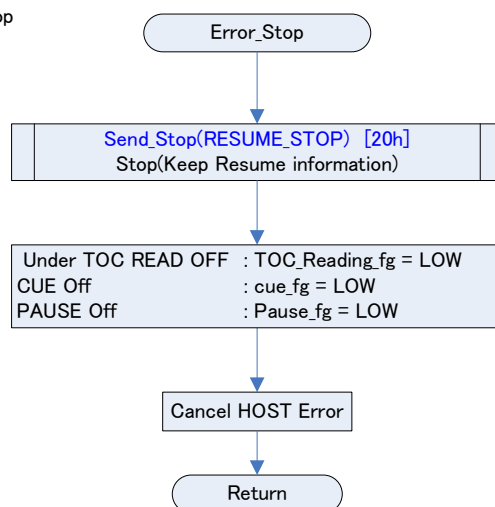 op
Error_Stop
Send_Stop(RESUME_STOP) [20h]
Stop(Keep Resume information)
Under TOC READ OFF : TOC_Reading_fg = LOW
CUE Off : cue_fg = LOW
PAUSE Off : Pause_fg = LOW
Cancel HOST Error
Return